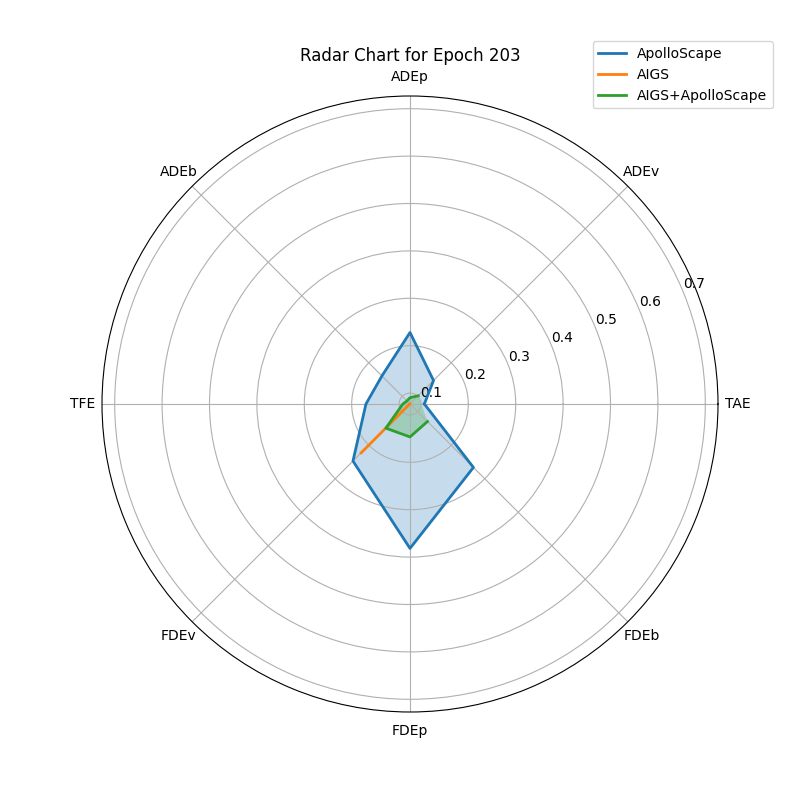 Radar Chart for Epoch 203
ApolloScape
AIGS
AIGS+ApolloScape
ADEp
ADEb
ADEv
0.7
0.6
0.5
0.4
0.3
0.2
0.1
TFE
TAE
FDEv
FDEb
FDEp